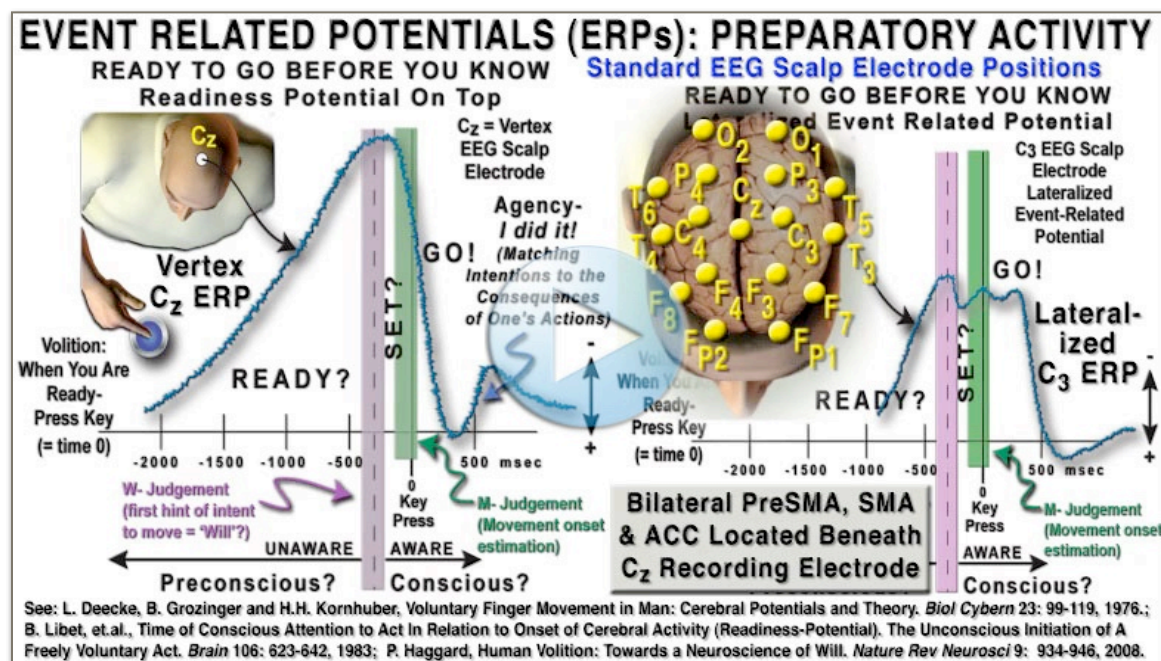 EVENT RELATED POTENTIALS (ERPs): PREPARATORY ACTIVITY
READY TO GO BEFORE YOU KNOW
Readiness Potential On Top
Cz
Cz = Vertex
EEG Scalp
Electrode
Vertex
Cz ERP
Agency-
I did it!
(Matching
Intentions to the
Consequences
of One's Actions)
GO!
SET?
READY?
Volition:
When You Are
Ready-
Press Key
(= time 0)
-
+
-2000 -1500 -1000 -500 500 msec
0
Key
Press
W- Judgement
(first hint of intent
to move = 'Will'?)
M- Judgement
(Movement onset
estimation)
UNAWARE AWARE
Preconscious? Conscious?
Standard EEG Scalp Electrode Positions
READY TO GO BEFORE YOU KNOW
Event Related Potential
O2 O1
P4 P3
T6 Cz T5
T4 C4 C3 T3
F8 F4 F3 F7
FP2 FP1
C3 EEG Scalp
Electrode
Lateralized
Event-Related
Potential
GO!
SET?
READY?
Lateral-
ized
C3 ERP
When You Are
Ready-
Press Key
(= time 0)
-
+
-2000 -1500 -1000 500 msec
0
Key
Press
Bilateral PreSMA, SMA
& ACC Located Beneath
Cz Recording Electrode
M- Judgement
(Movement onset
estimation)
AWARE
Conscious?
See: L. Deecke, B. Grozinger and H.H. Kornhuber, Voluntary Finger Movement in Man: Cerebral Potentials and Theory. Biol Cybern 23: 99-119, 1976.;
B. Libet, et.al., Time of Conscious Attention to Act In Relation to Onset of Cerebral Activity (Readiness-Potential). The Unconscious Initiation of A
Freely Voluntary Act. Brain 106: 623-642, 1983; P. Haggard, Human Volition: Towards a Neuroscience of Will. Nature Rev Neurosci 9: 934-946, 2008.